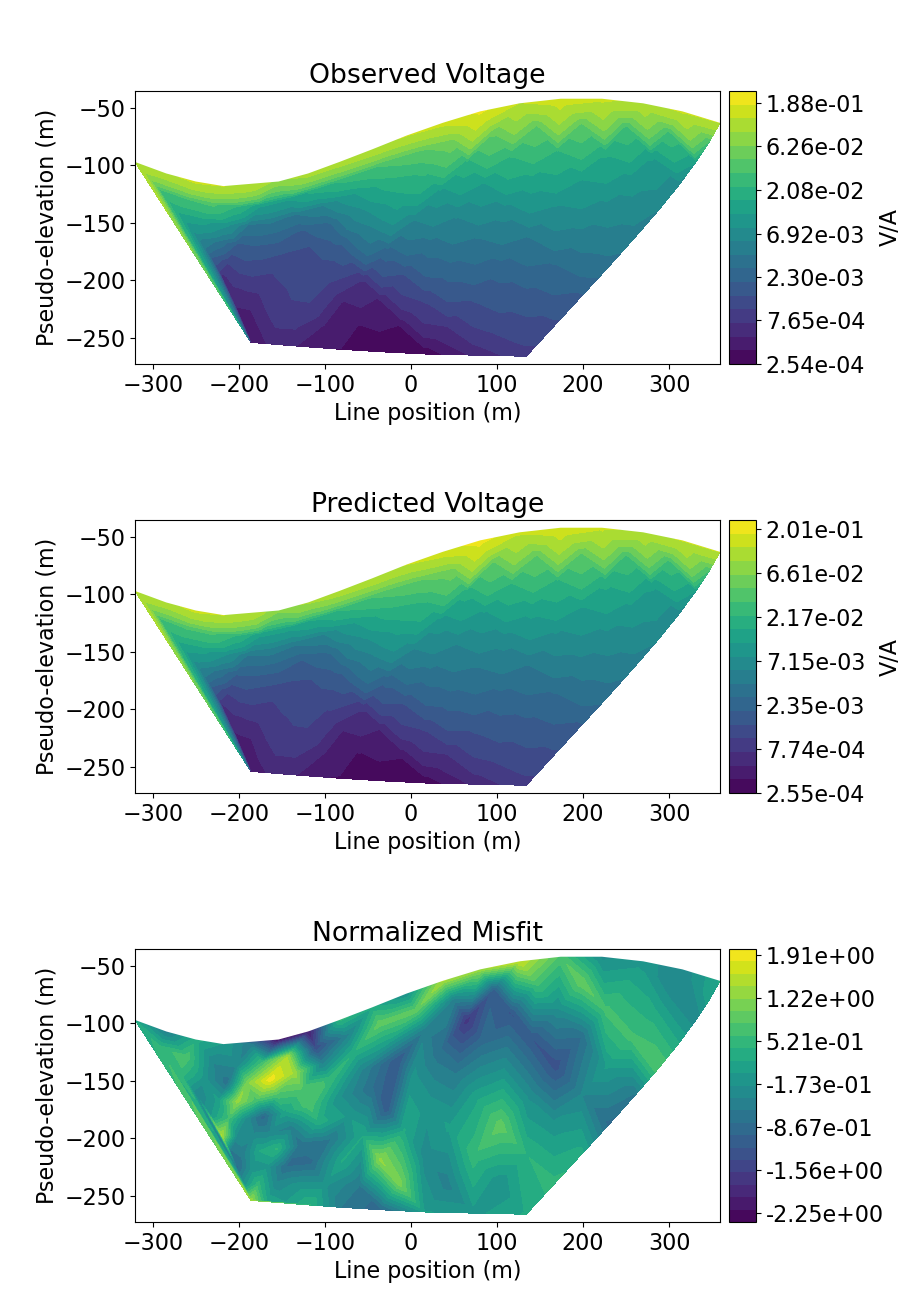 Observed Voltage
Pseudo-elevation (m)
−50
−100
−150
−200
−250
−300 −200 −100 0 100 200 300
Line position (m)
1.88e-01
6.26e-02
2.08e-02
6.92e-03
2.30e-03
7.65e-04
2.54e-04
V/A
Predicted Voltage
Pseudo-elevation (m)
−50
−100
−150
−200
−250
−300 −200 −100 0 100 200 300
Line position (m)
2.01e-01
6.61e-02
2.17e-02
7.15e-03
2.35e-03
7.74e-04
2.55e-04
V/A
Normalized Misfit
Pseudo-elevation (m)
−50
−100
−150
−200
−250
−300 −200 −100 0 100 200 300
Line position (m)
1.91e+00
1.22e+00
5.21e-01
-1.73e-01
-8.67e-01
-1.56e+00
-2.25e+00